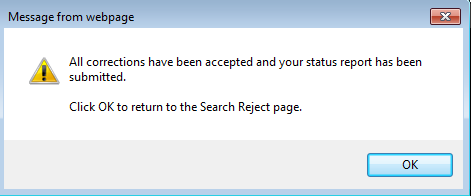 Message from webpage
All corrections have been accepted and your status report has been
submitted.
Click OK to return to the Search Reject page.
OK